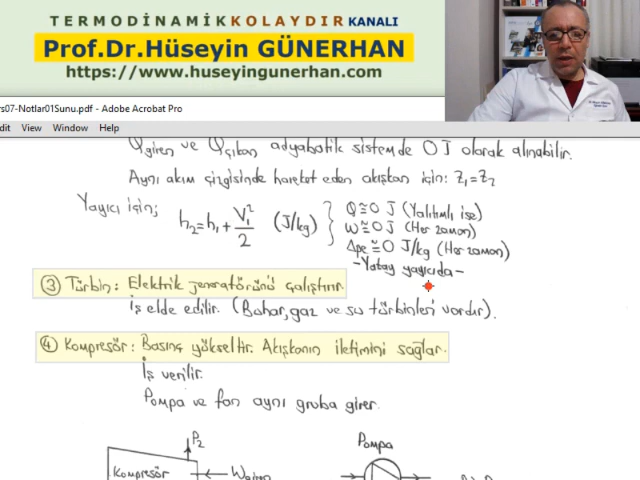 TERMODİNAMİKKOLAYDIR KANALI
Prof.Dr.Hüseyin GÜNERHAN
https://www.huseyingunerhan.com
rs07-Notlar01Sunu.pdf - Adobe Acrobat Pro
dit View Window Help
Qgiren ve Qçıkan adyabatik sistemde 0 J olarak alınabilir.
Aynı akım çizgisinde hareket eden akışkan için: z₁=z₂
Yayıcı için; h₂=h₁+V₁²/2 (J/kg)
Q≅0 J (Yalıtımlı ise)
W≅0 J (Her zaman)
Δpe≅0 J/kg (Her zaman)
-Yatay yayıcıda-
③ Türbin: Elektrik jeneratörünü çalıştırır.
İş elde edilir. (Buhar, gaz ve su türbinleri vardır).
④ Kompresör: Basınç yükseltir. Akışkanın iletimini sağlar.
İş verilir.
Pompa ve fan aynı gruba girer.
P₂
Pompa
Kompresör
Wgiren